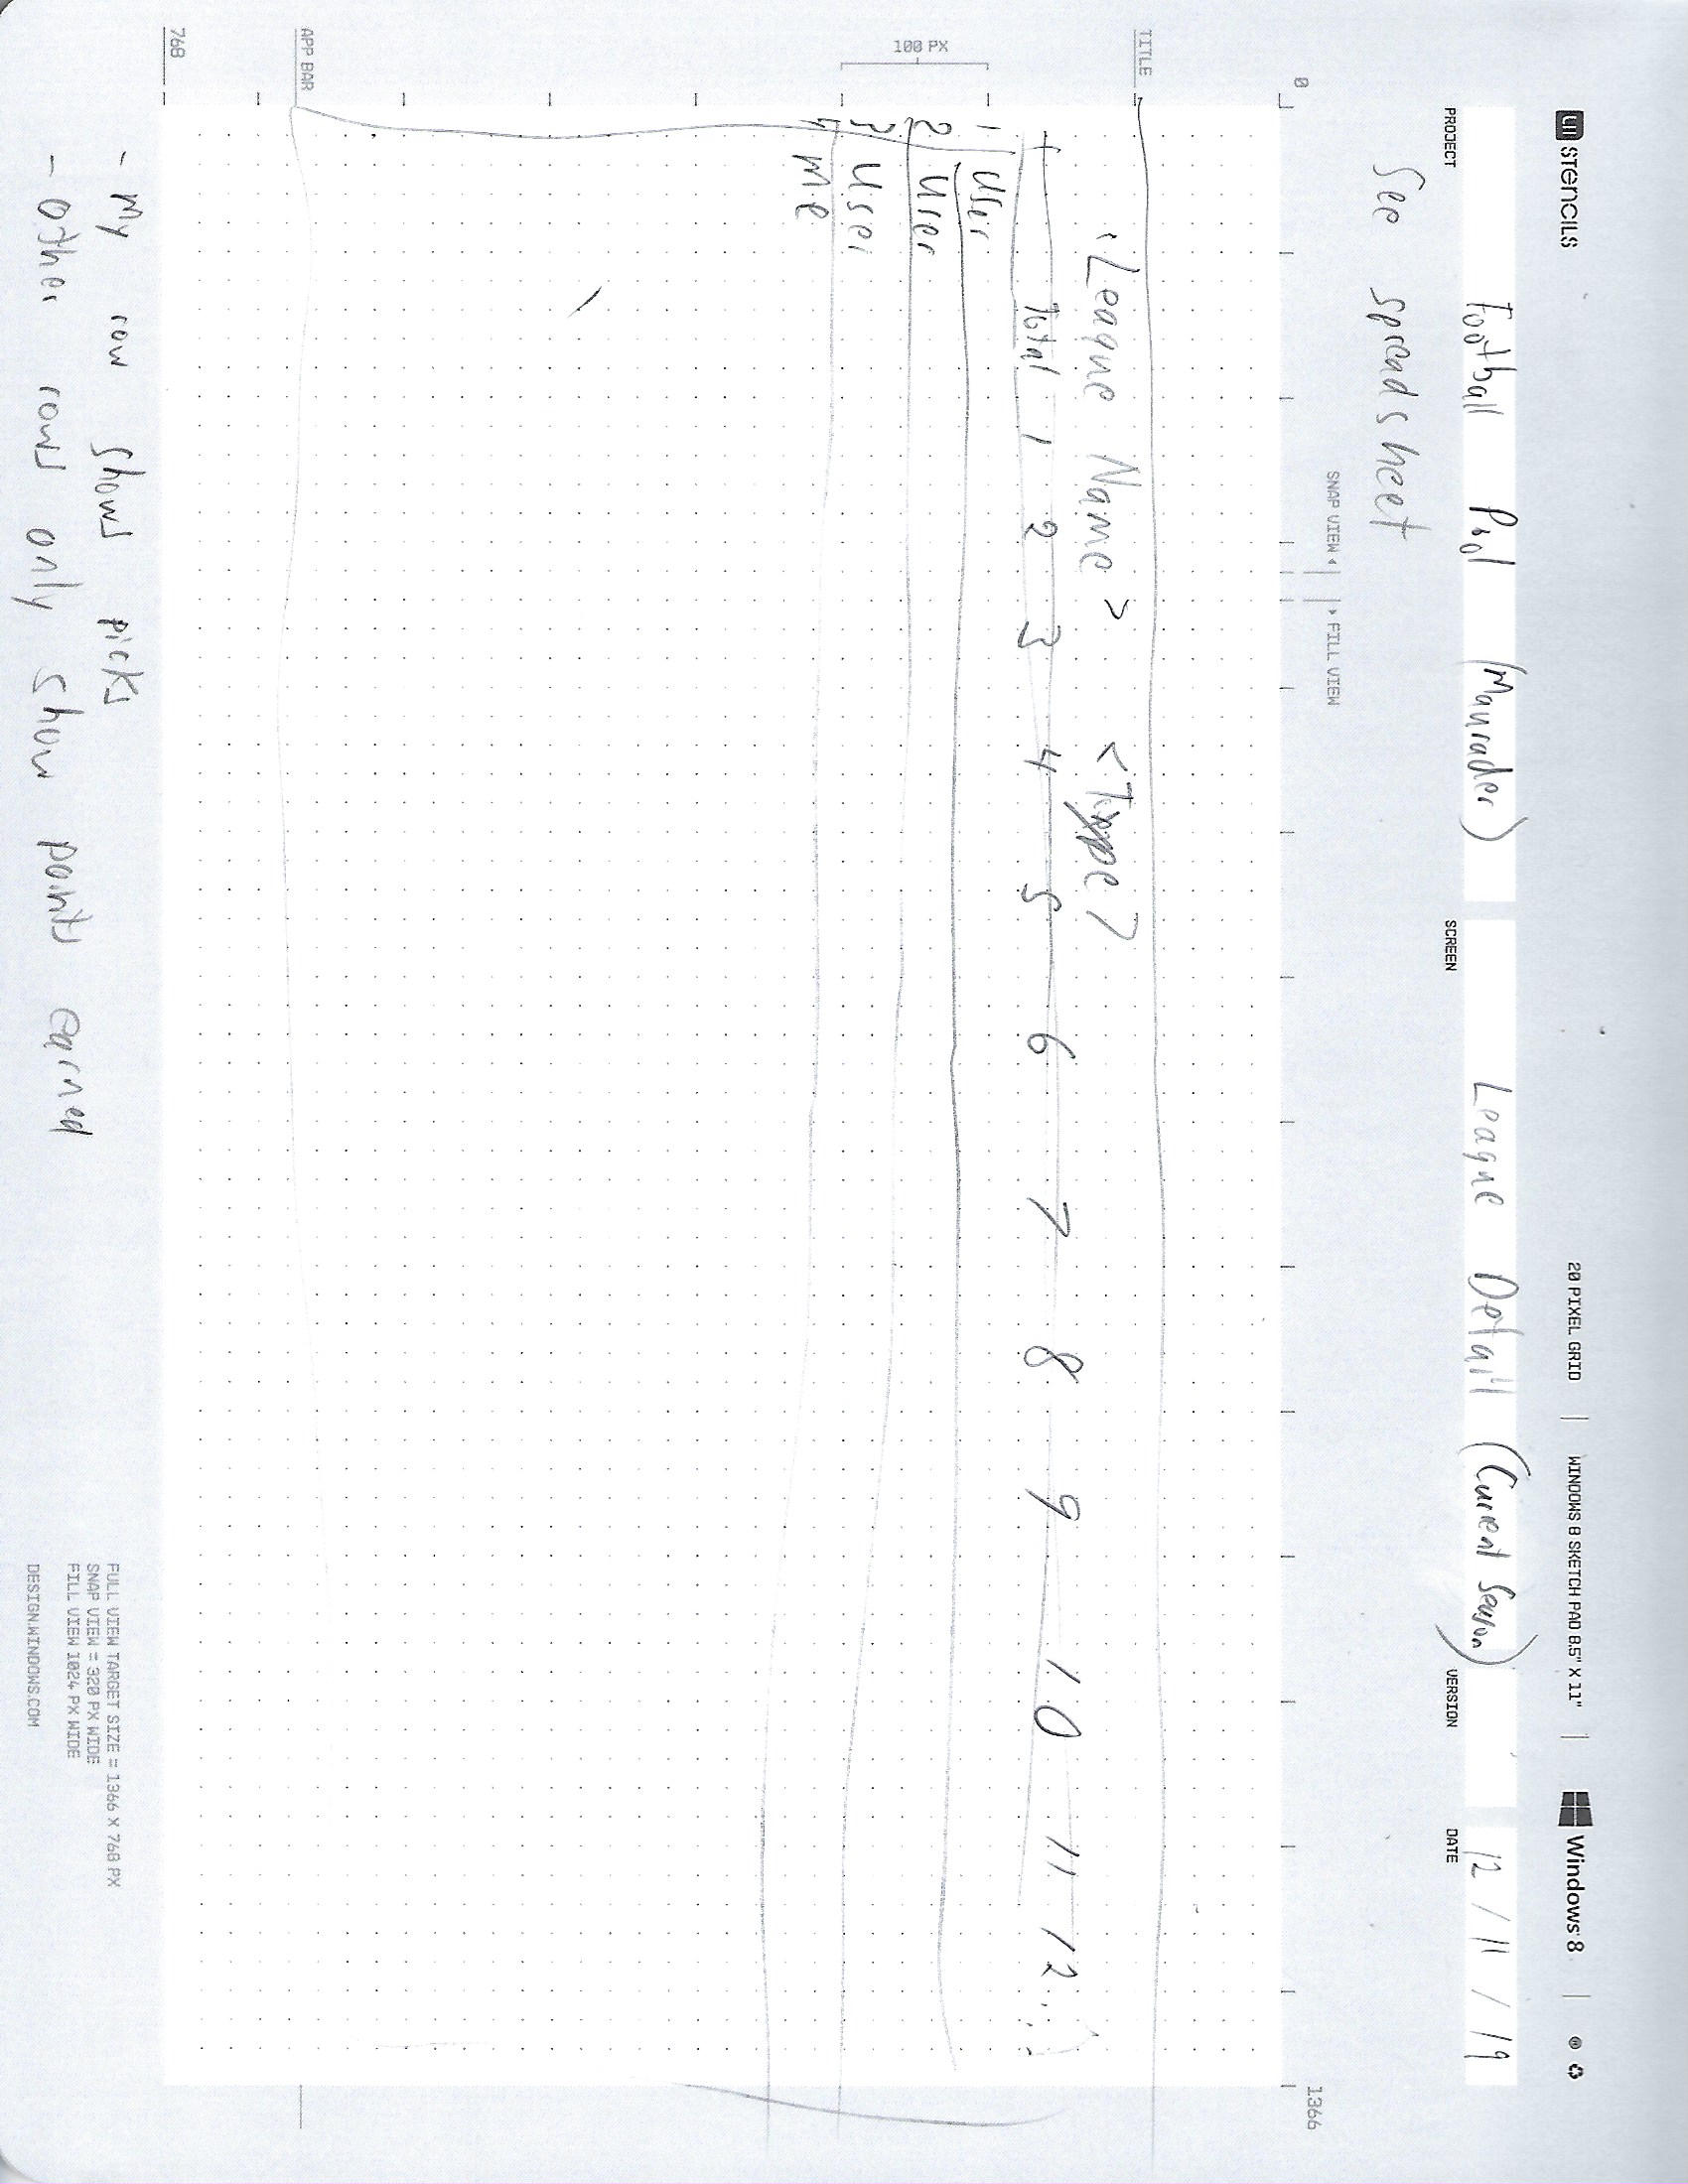 UI STENCILS
20 PIXEL GRID | WINDOWS 8 SKETCH PAD 8.5" X 11" | Windows 8
Football Pool (Maurader) League Detail (Current Season) 12 / 11 / 19
PROJECT SCREEN VERSION DATE
See spreadsheet
SNAP VIEW FILL VIEW
0 1366
TITLE
<League Name> <Type>
Total 1 2 3 4 5 6 7 8 9 10 11 12...
1 User
2 User
100 PX
3 User
4 me
APP BAR
768
- My row shows picks
- Other rows only show points earned
FULL VIEW TARGET SIZE = 1366 X 768 PX
SNAP VIEW = 320 PX WIDE
FILL VIEW 1024 PX WIDE
DESIGN.WINDOWS.COM